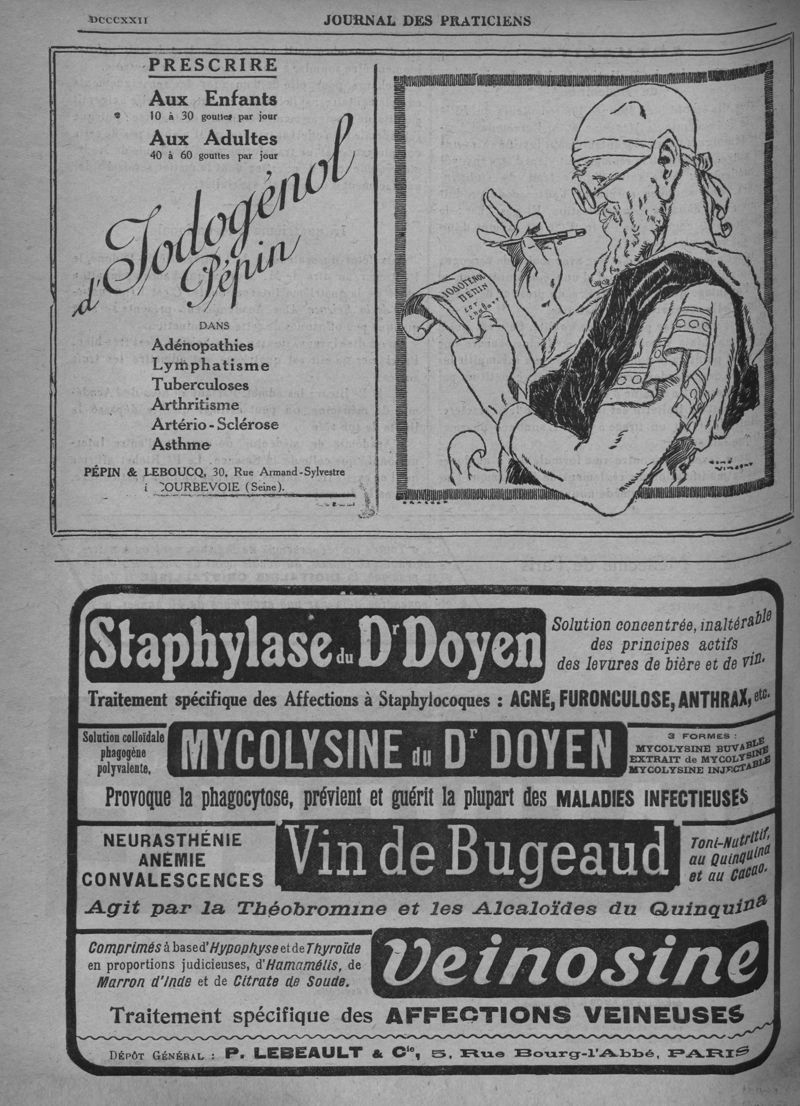 DCCCCXXII
JOURNAL DES PRATICIENS
PRESCRIRE
Aux Enfants
10 à 30 gouttes par jour
Aux Adultes
40 à 60 gouttes par jour
d'Iodogénol
Pépin
DANS
Adénopathies
Lymphatisme
Tuberculoses
Arthritisme
Artério-Sclérose
Asthme
PÉPIN & LEBOUCQ, 30, Rue Armand-Sylvestre
à COURBEVOIE (Seine).
IODOGÉNOL
PÉPIN
RENÉ
VINCENT
Staphylase du Dr Doyen
Solution concentrée, inaltérable
des principes actifs
des levures de bière et de vin.
Traitement spécifique des Affections à Staphylocoques : ACNÉ, FURONCULOSE, ANTHRAX, etc.
Solution colloïdale
phagogène
polyvalente.
MYCOLYSINE du Dr DOYEN
3 FORMES :
MYCOLYSINE BUVABLE
EXTRAIT de MYCOLYSINE
MYCOLYSINE INJECTABLE
Provoque la phagocytose, prévient et guérit la plupart des MALADIES INFECTIEUSES
NEURASTHÉNIE
ANÉMIE
CONVALESCENCES
Vin de Bugeaud
Toni-Nutritif,
au Quinquina
et au Cacao.
Agit par la Théobromine et les Alcaloïdes du Quinquina
Comprimés à base d'Hypophyse et de Thyroïde
en proportions judicieuses, d'Hamamélis, de
Marron d'Inde et de Citrate de Soude.
Veinosine
Traitement spécifique des AFFECTIONS VEINEUSES
DÉPÔT GÉNÉRAL : P. LEBEAULT & Cie, 5, Rue Bourg-l'Abbé, PARIS